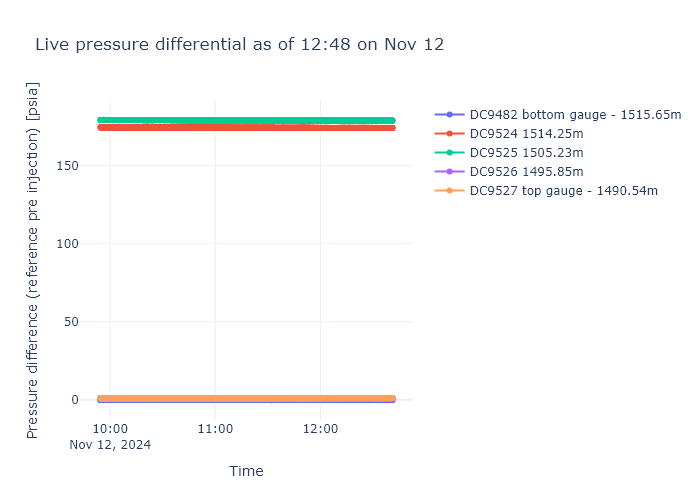 Live pressure differential as of 12:48 on Nov 12
Pressure difference (reference pre injection) [psia]
150
100
50
0
10:00
Nov 12, 2024
11:00
12:00
Time
DC9482 bottom gauge - 1515.65m
DC9524 1514.25m
DC9525 1505.23m
DC9526 1495.85m
DC9527 top gauge - 1490.54m